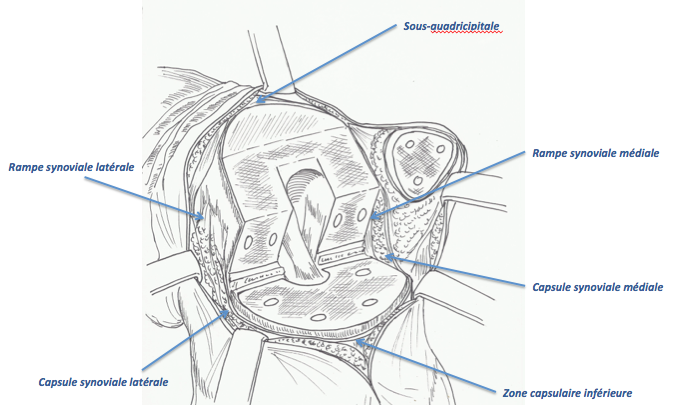 Sous-quadricipitale
Rampe synoviale médiale
Rampe synoviale latérale
Capsule synoviale médiale
Capsule synoviale latérale
Zone capsulaire inférieure